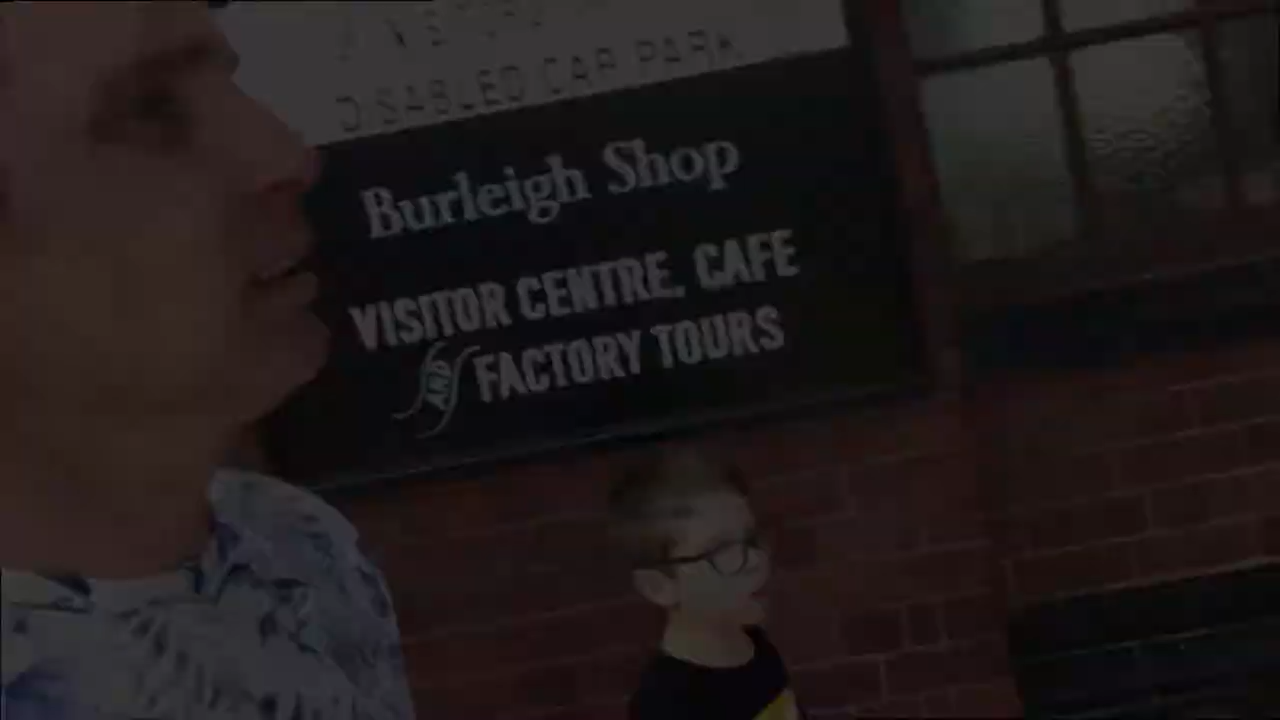 DISABLED CAR PARK
Burleigh Shop
VISITOR CENTRE, CAFE
AND FACTORY TOURS